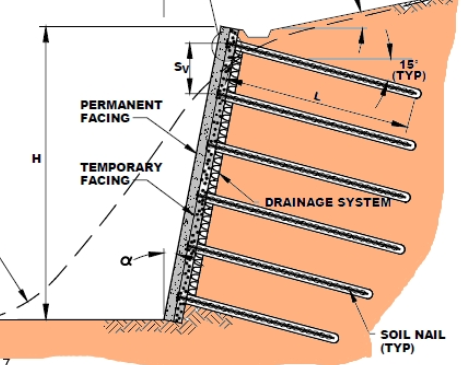 15°
(TYP)
SV
L
PERMANENT
FACING
H
TEMPORARY
FACING
DRAINAGE SYSTEM
α
SOIL NAIL
(TYP)
7